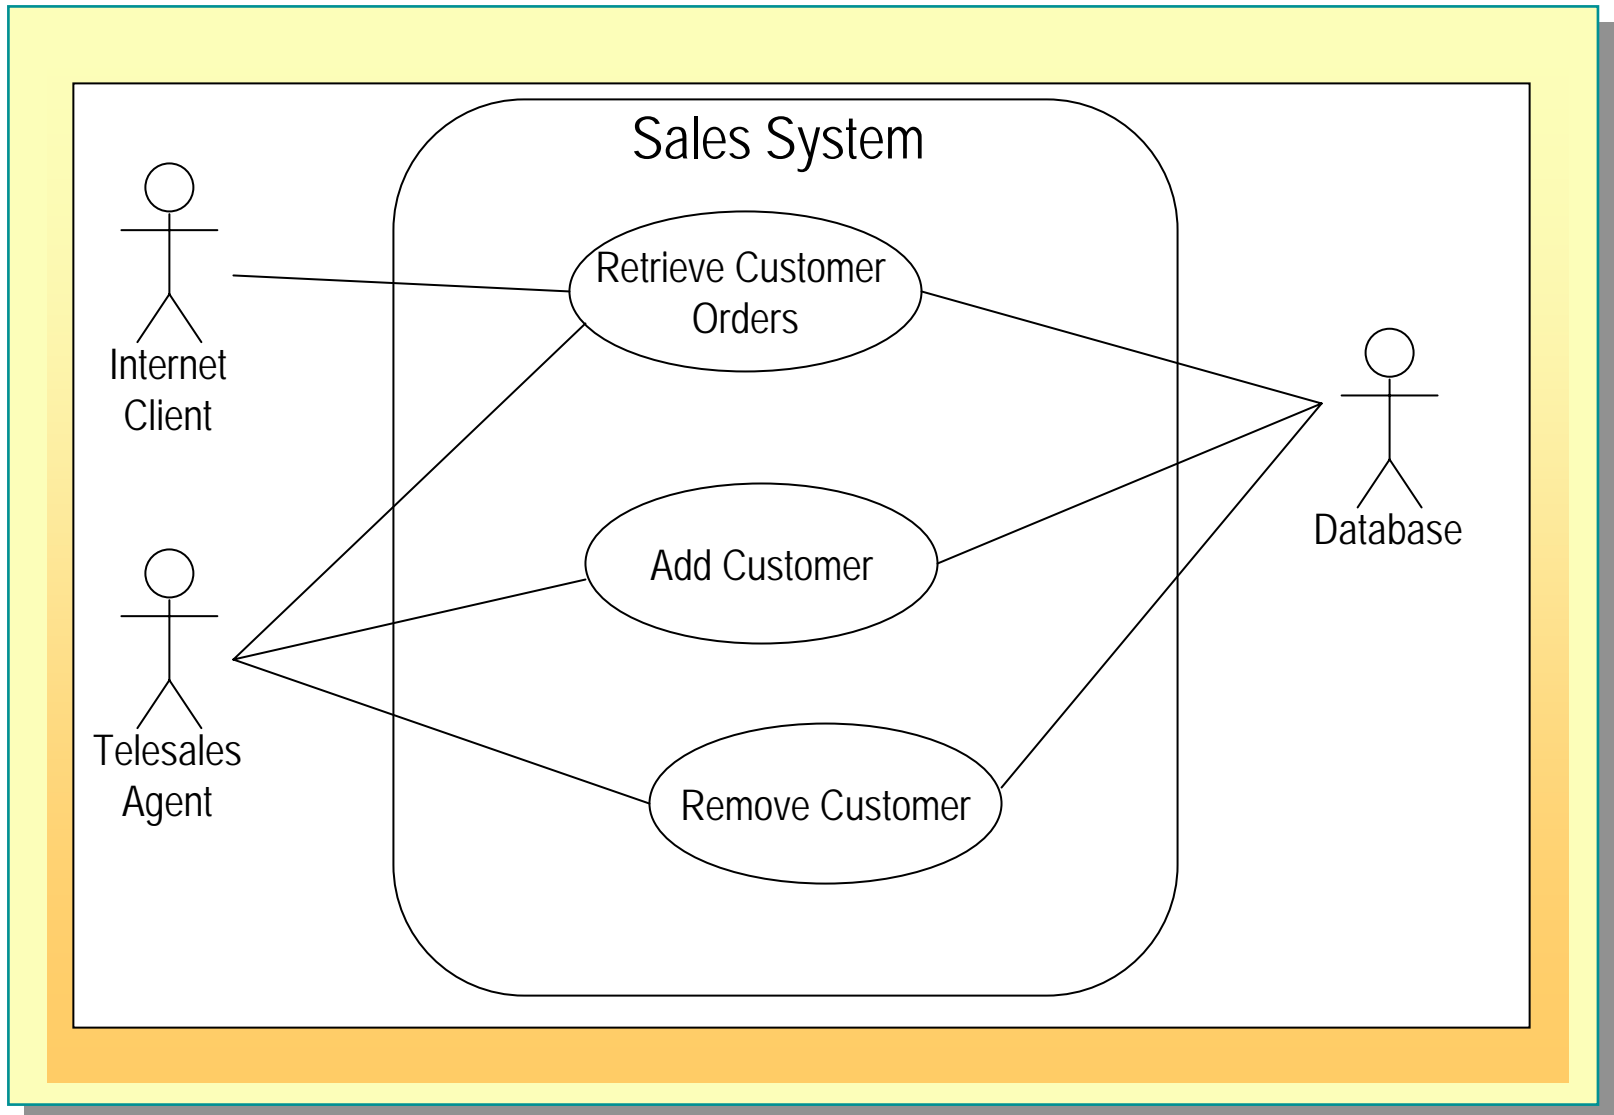 Sales System
Internet
Client
Retrieve Customer
Orders
Database
Add Customer
Telesales
Agent
Remove Customer